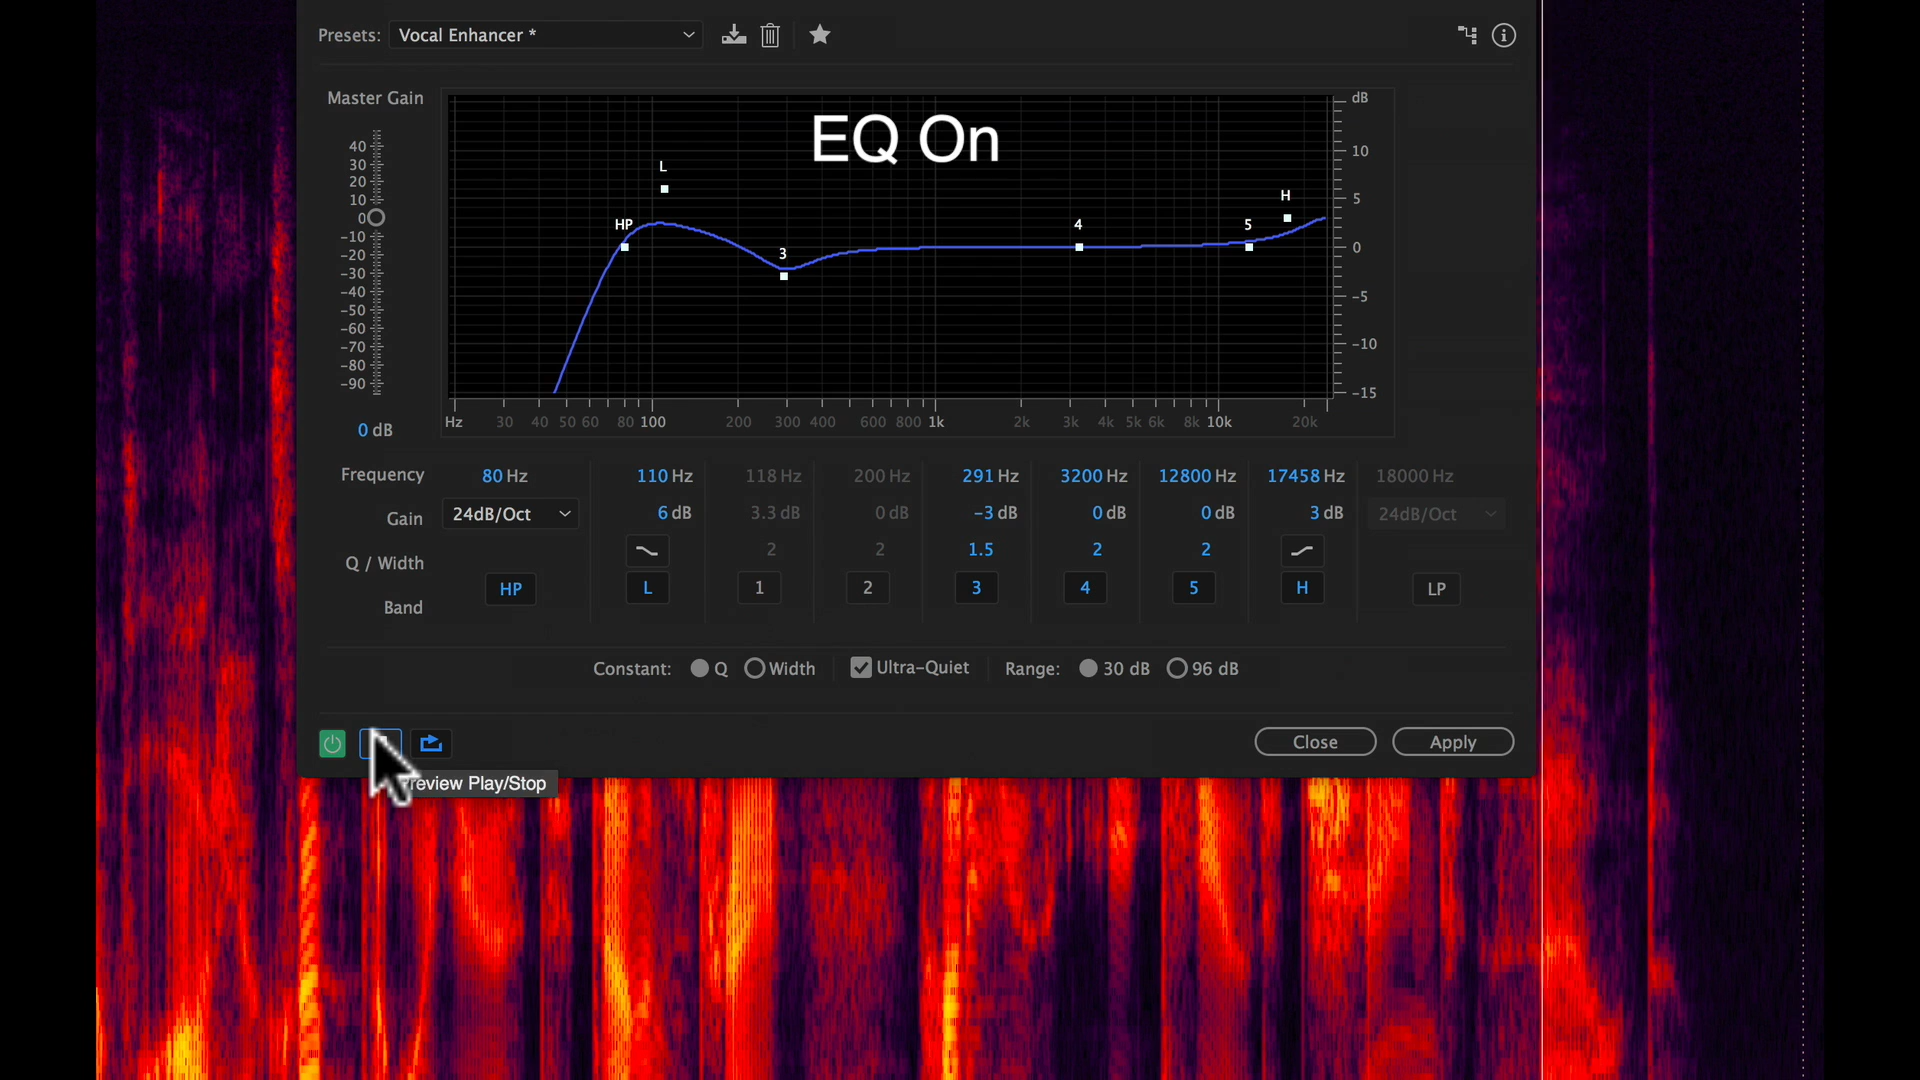 Presets: Vocal Enhancer *
Master Gain
EQ On
dB
40
30
20
10
0
-10
-20
-30
-40
-50
-60
-70
-80
-90
0 dB
L
HP
3
4
5
H
10
5
0
-5
-10
-15
Hz 30 40 50 60 80 100 200 300 400 600 800 1k 2k 3k 4k 5k 6k 8k 10k 20k
Frequency 80 Hz 110 Hz 118 Hz 200 Hz 291 Hz 3200 Hz 12800 Hz 17458 Hz 18000 Hz
Gain 24dB/Oct 6 dB 3.3 dB 0 dB -3 dB 0 dB 0 dB 3 dB 24dB/Oct
Q / Width 2 2 1.5 2 2
Band HP L 1 2 3 4 5 H LP
Constant: Q Width Ultra-Quiet Range: 30 dB 96 dB
Close Apply
review Play/Stop